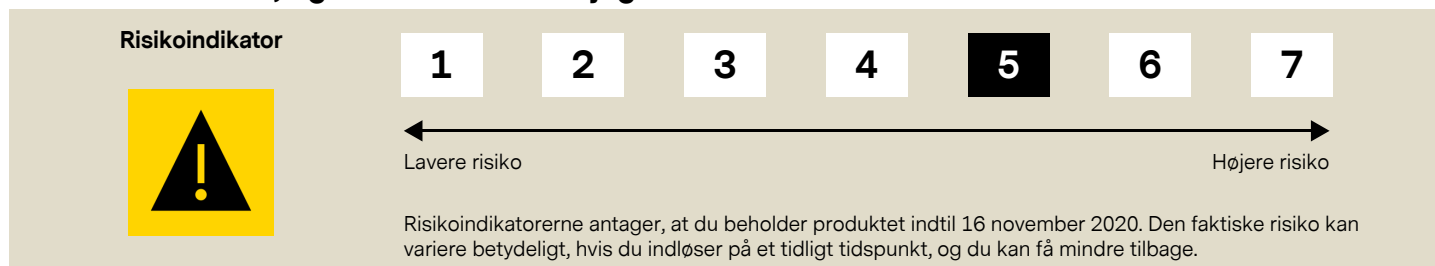 Risikoindikator
1 2 3 4 5 6 7
Lavere risiko Højere risiko
Risikoindikatorerne antager, at du beholder produktet indtil 16 november 2020. Den faktiske risiko kan
variere betydeligt, hvis du indløser på et tidligt tidspunkt, og du kan få mindre tilbage.